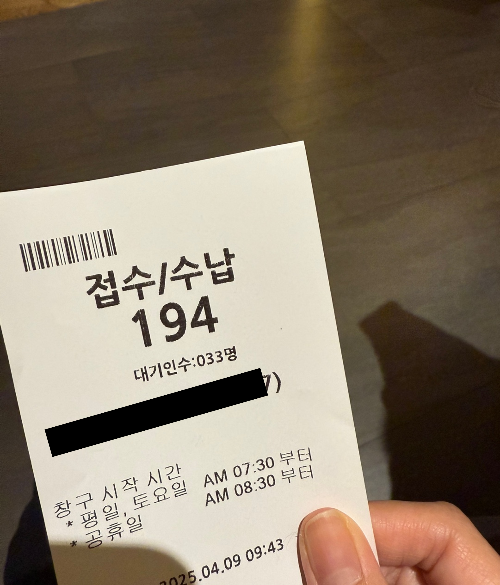 접수/수납
194
대기인수:033명
7)
창구 시작 시간
* 평일, 토요일 AM 07:30 부터
* 공휴일 AM 08:30 부터
2025.04.09 09:43